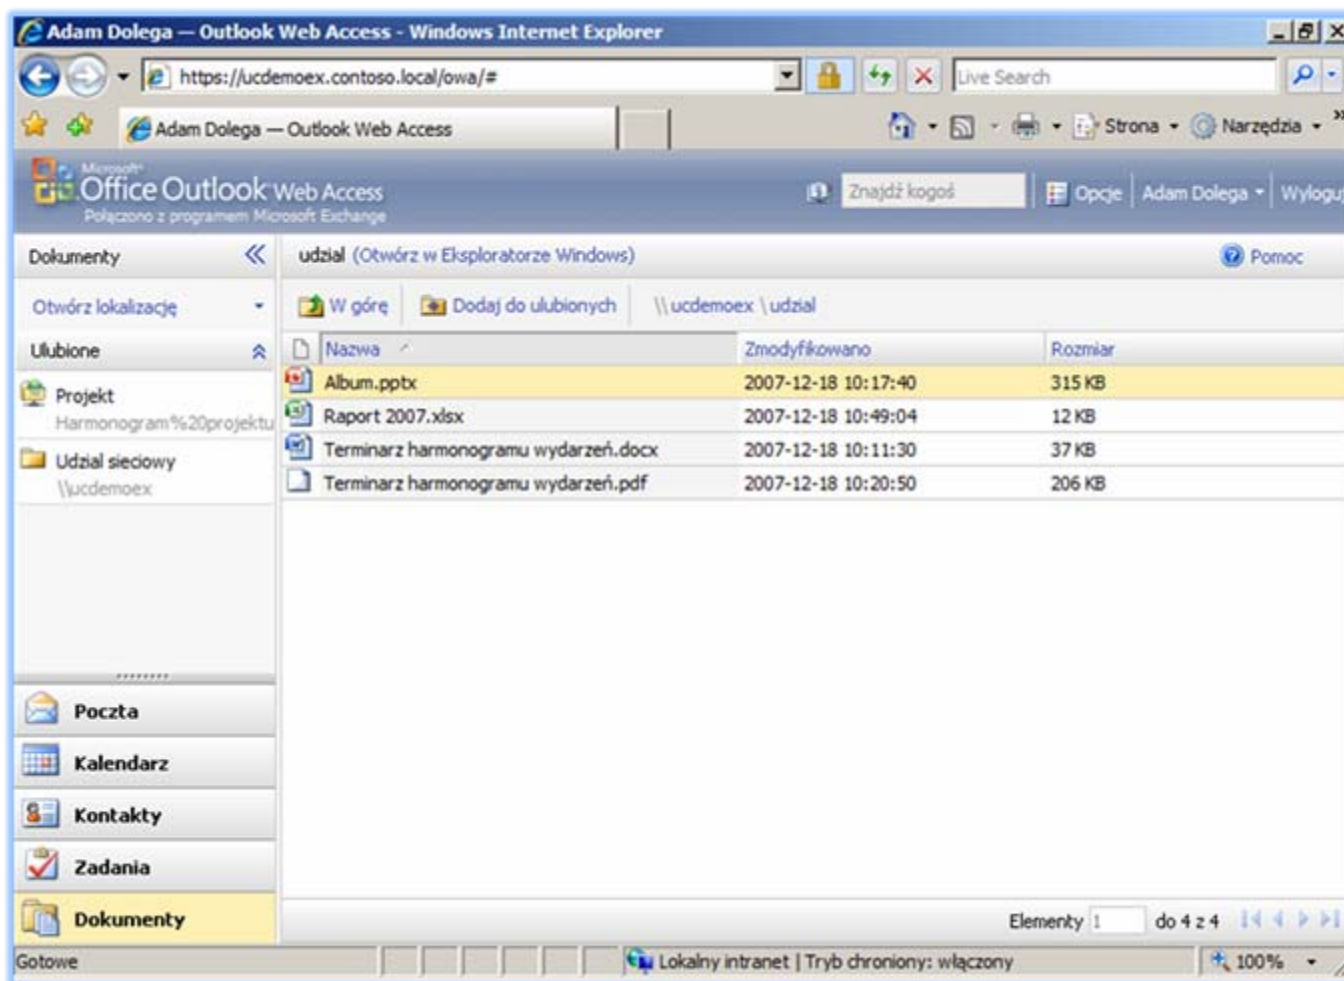 Adam Dolega — Outlook Web Access - Windows Internet Explorer
https://ucdemoex.contoso.local/owa/#
Live Search
Adam Dolega — Outlook Web Access
Strona
Narzędzia
Microsoft
Office Outlook Web Access
Połączono z programem Microsoft Exchange
Znajdź kogoś
Opcje
Adam Dolega
Wyloguj
Dokumenty
udzial (Otwórz w Eksploratorze Windows)
Pomoc
Otwórz lokalizację
W górę
Dodaj do ulubionych
\\ucdemoex \udzial
Ulubione
Nazwa Zmodyfikowano Rozmiar
Projekt
Harmonogram%20projektu
Udzial sieciowy
\\ucdemoex
Album.pptx 2007-12-18 10:17:40 315 KB
Raport 2007.xlsx 2007-12-18 10:49:04 12 KB
Terminarz harmonogramu wydarzeń.docx 2007-12-18 10:11:30 37 KB
Terminarz harmonogramu wydarzeń.pdf 2007-12-18 10:20:50 206 KB
Poczta
Kalendarz
Kontakty
Zadania
Dokumenty
Elementy 1 do 4 z 4
Gotowe
Lokalny intranet | Tryb chroniony: włączony
100%